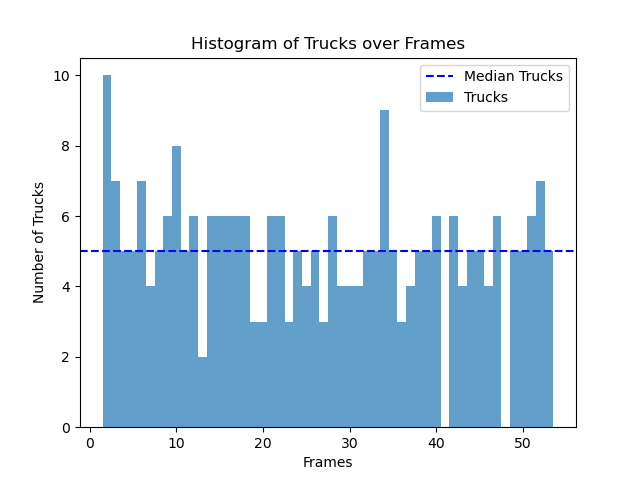 Histogram of Trucks over Frames
Median Trucks
Trucks
Number of Trucks
10
8
6
4
2
0
0 10 20 30 40 50
Frames